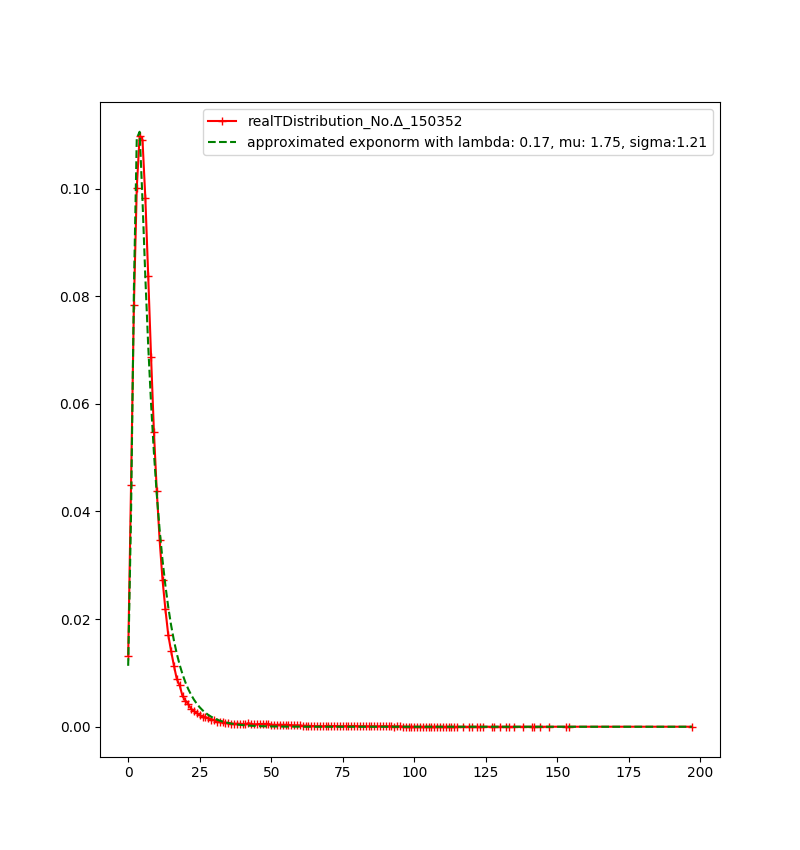 realTDistribution_No.Δ_150352
approximated exponorm with lambda: 0.17, mu: 1.75, sigma:1.21
0.10
0.08
0.06
0.04
0.02
0.00
0 25 50 75 100 125 150 175 200